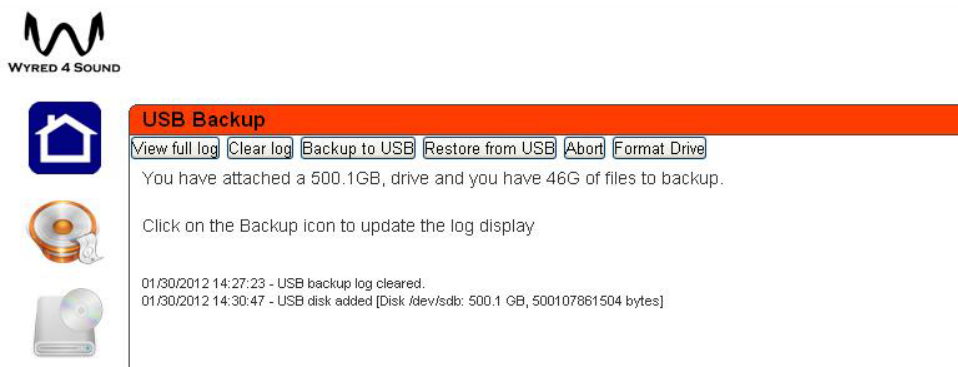 WYRED 4 SOUND
USB Backup
View full log Clear log Backup to USB Restore from USB Abort Format Drive
You have attached a 500.1GB, drive and you have 46G of files to backup.
Click on the Backup icon to update the log display
01/30/2012 14:27:23 - USB backup log cleared.
01/30/2012 14:30:47 - USB disk added [Disk /dev/sdb: 500.1 GB, 500107861504 bytes]